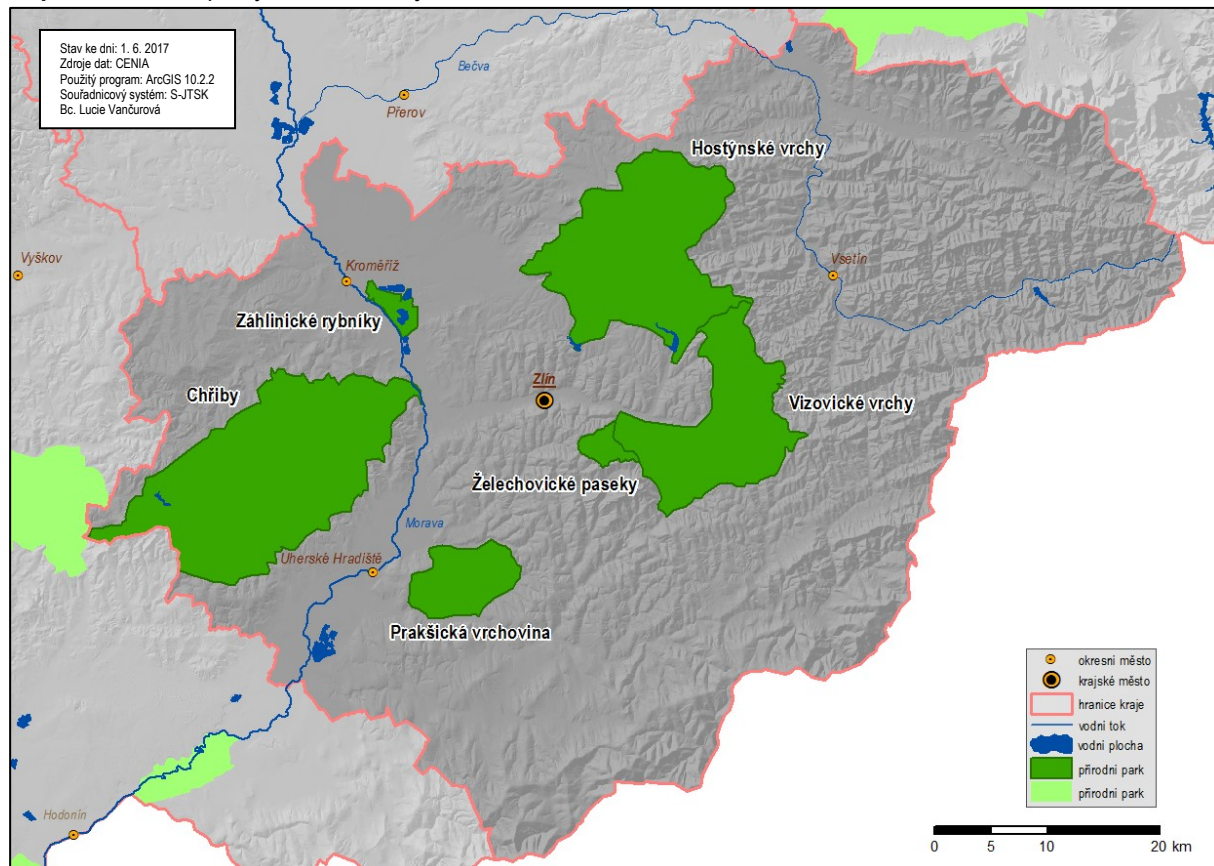 Stav ke dni: 1. 6. 2017
Zdroje dat: CENIA
Použitý program: ArcGIS 10.2.2
Souřadnicový systém: S-JTSK
Bc. Lucie Vančurová
Bečva
Přerov
Hostýnské vrchy
Vyškov
Kroměříž
Vsetín
Záhlinické rybníky
Chřiby
Zlín
Vizovické vrchy
Želechovické paseky
Morava
Uherské Hradiště
Prakšická vrchovina
Hodonín
okresní město
krajské město
hranice kraje
vodní tok
vodní plocha
přírodní park
přírodní park
0 5 10 20 km